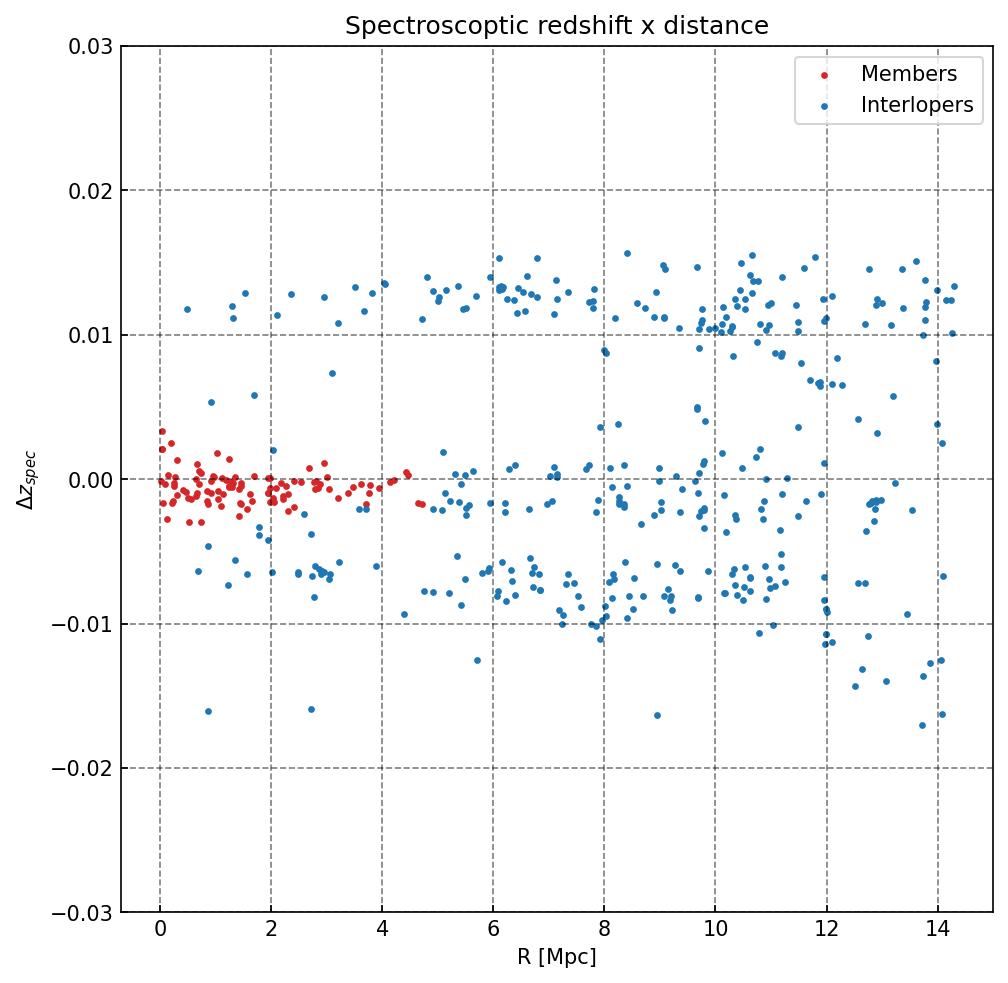 Spectroscoptic redshift x distance
Members
Interlopers
0.03
0.02
0.01
0.00
−0.01
−0.02
−0.03
Δz_spec
0 2 4 6 8 10 12 14
R [Mpc]